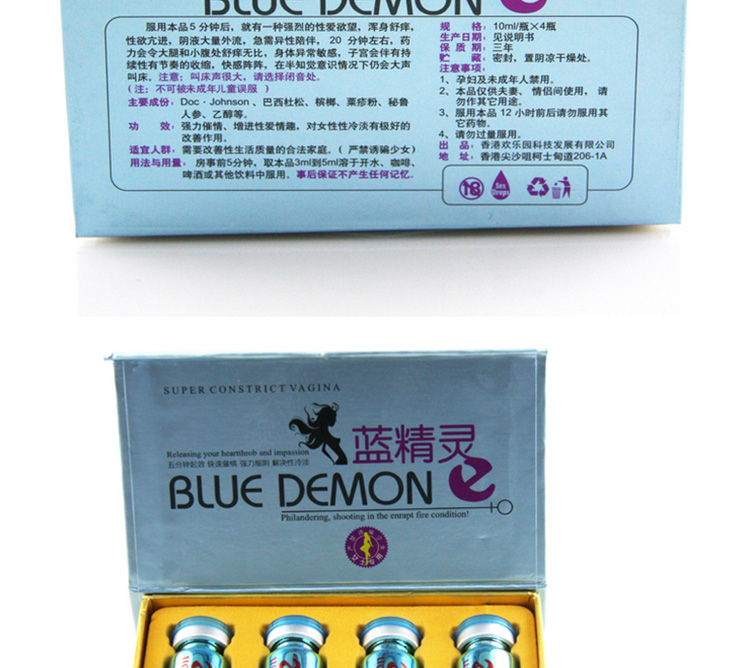 BLUE DEMON
服用本品5分钟后，就有一种强烈的性爱欲望，浑身舒痒，
性欲亢进，阴液大量外流，急需异性陪伴，20 分钟左右，药
力会令大腿和小腹处舒痒无比，身体异常敏感，子宫会伴有持
续性有节奏的收缩，快感阵阵，在半知觉意识情况下仍会大声
叫床。注意：叫床声很大，请选择闭音处。
（注：不可被未成年儿童误服）
主要成份：Doc·Johnson、巴西杜松、槟榔、粟疹粉、秘鲁
人参、乙醇等。
功 效：强力催情、增进性爱情趣，对女性性冷淡有极好的
改善作用。
适宜人群：需要改善性生活质量的合法家庭。（严禁诱骗少女）
用法与用量：房事前5分钟，取本品3ml到5ml溶于开水、咖啡、
啤酒或其他饮料中服用。事后保证不产生任何记忆。
规 格：10ml/瓶×4瓶
生产日期：见说明书
保 质 期：三年
贮 藏：密封，置阴凉干燥处。
注意事项：
1、孕妇及未成年人禁用。
2、本品仅供夫妻、情侣间使用，请
勿作其它用途。
3、服用本品 12 小时前后请勿服用其
它药物。
4、请勿过量服用。
出 品：香港欢乐园科技发展有限公司
地 址：香港尖沙咀柯士甸道206-1A
18
Sex
Drops
SUPER CONSTRICT VAGINA
蓝精灵
Releasing your heartthrob and impassion
五分钟起效 快速催情 强力缩阴 解决性冷淡
BLUE DEMON
Philandering, shooting in the enrapt fire condition!